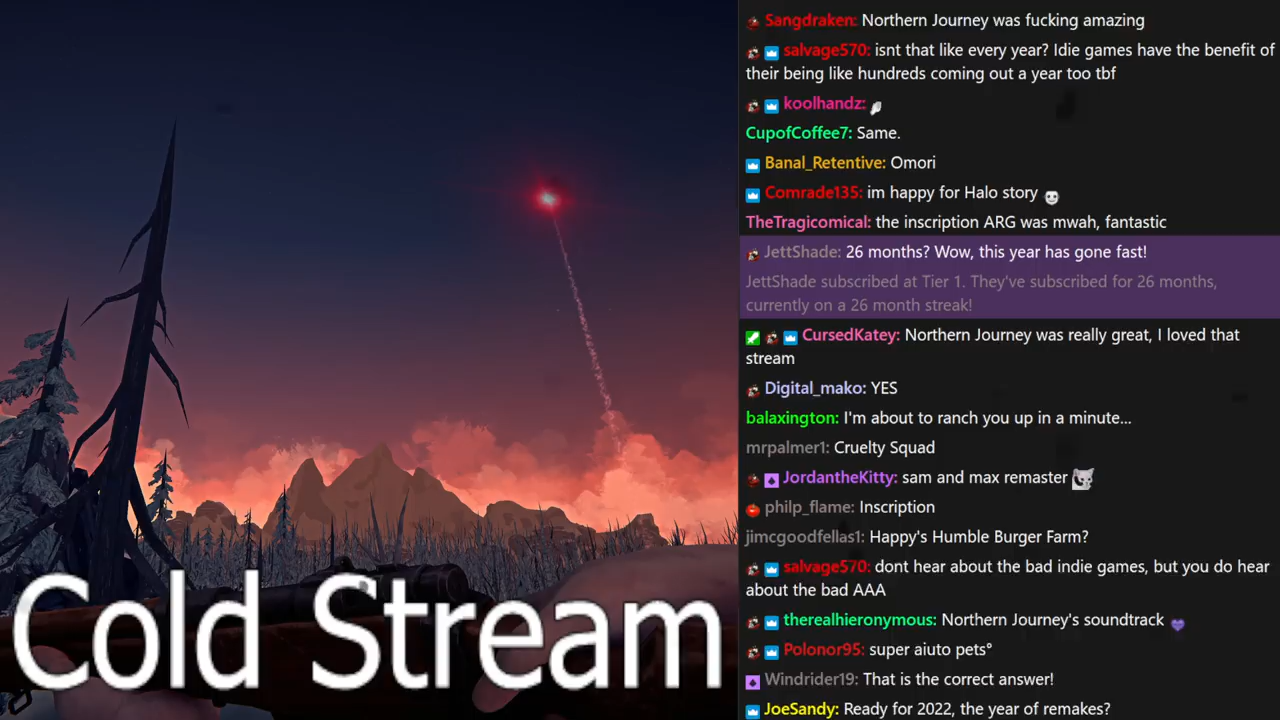 Sangdraken: Northern Journey was fucking amazing
salvage570: isnt that like every year? Idie games have the benefit of
their being like hundreds coming out a year too tbf
koolhandz:
CupofCoffee7: Same.
Banal_Retentive: Omori
Comrade135: im happy for Halo story
TheTragicomical: the inscription ARG was mwah, fantastic
JettShade: 26 months? Wow, this year has gone fast!
JettShade subscribed at Tier 1. They've subscribed for 26 months,
currently on a 26 month streak!
CursedKatey: Northern Journey was really great, I loved that
stream
Digital_mako: YES
balaxington: I'm about to ranch you up in a minute...
mrpalmer1: Cruelty Squad
JordantheKitty: sam and max remaster
philp_flame: Inscription
jimcgoodfellas1: Happy's Humble Burger Farm?
salvage570: dont hear about the bad indie games, but you do hear
about the bad AAA
therealhieronymous: Northern Journey's soundtrack
Polonor95: super aiuto pets°
Windrider19: That is the correct answer!
JoeSandy: Ready for 2022, the year of remakes?
Cold Stream